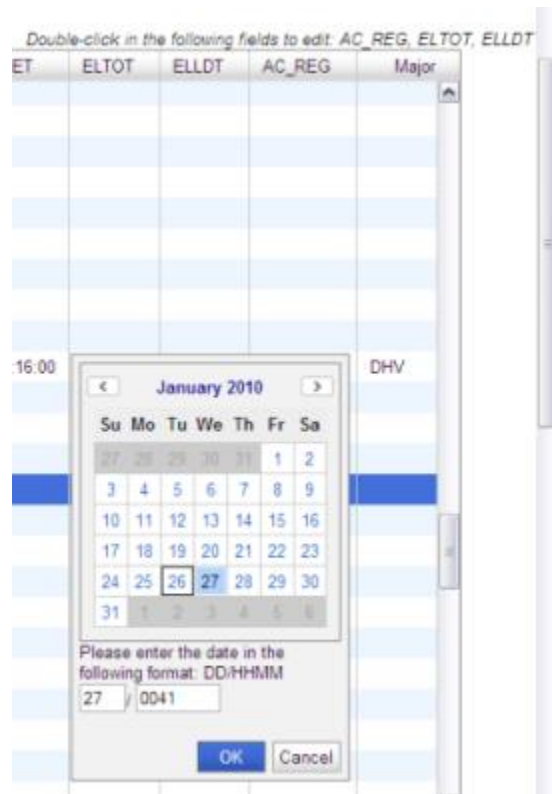 Double-click in the following fields to edit: AC_REG, ELTOT, ELLDT
ET ELTOT ELLDT AC_REG Major
:16:00 DHV
< January 2010 >
Su Mo Tu We Th Fr Sa
27 28 29 30 31 1 2
3 4 5 6 7 8 9
10 11 12 13 14 15 16
17 18 19 20 21 22 23
24 25 26 27 28 29 30
31 1 2 3 4 5 6
Please enter the date in the
following format: DD/HHMM
27 / 0041
OK Cancel